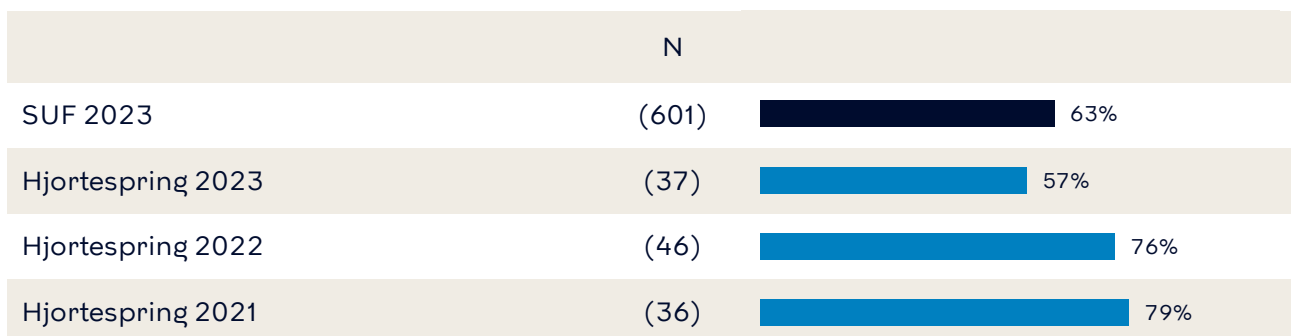 N
SUF 2023 (601) 63%
Hjortespring 2023 (37) 57%
Hjortespring 2022 (46) 76%
Hjortespring 2021 (36) 79%